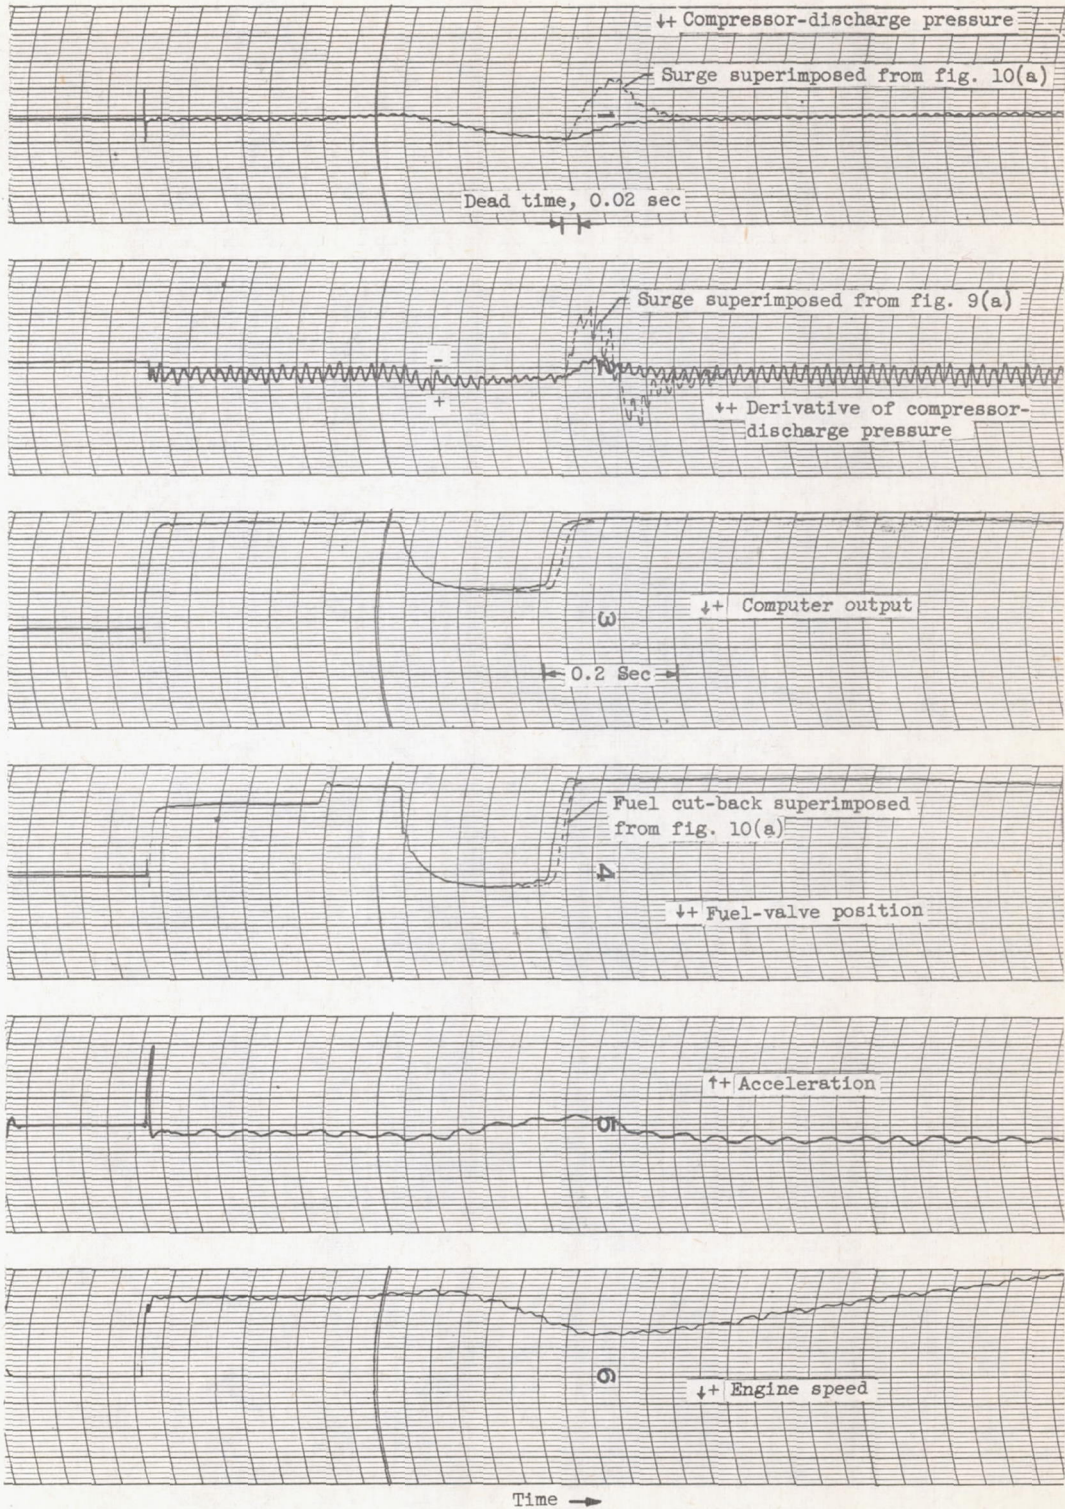 ↓+ Compressor-discharge pressure
Surge superimposed from fig. 10(a)
1
Dead time, 0.02 sec
Surge superimposed from fig. 9(a)
-
+
↓+ Derivative of compressor-
discharge pressure
↓+ Computer output
3
0.2 Sec
Fuel cut-back superimposed
from fig. 10(a)
4
↓+ Fuel-valve position
↑+ Acceleration
5
6
↓+ Engine speed
Time →